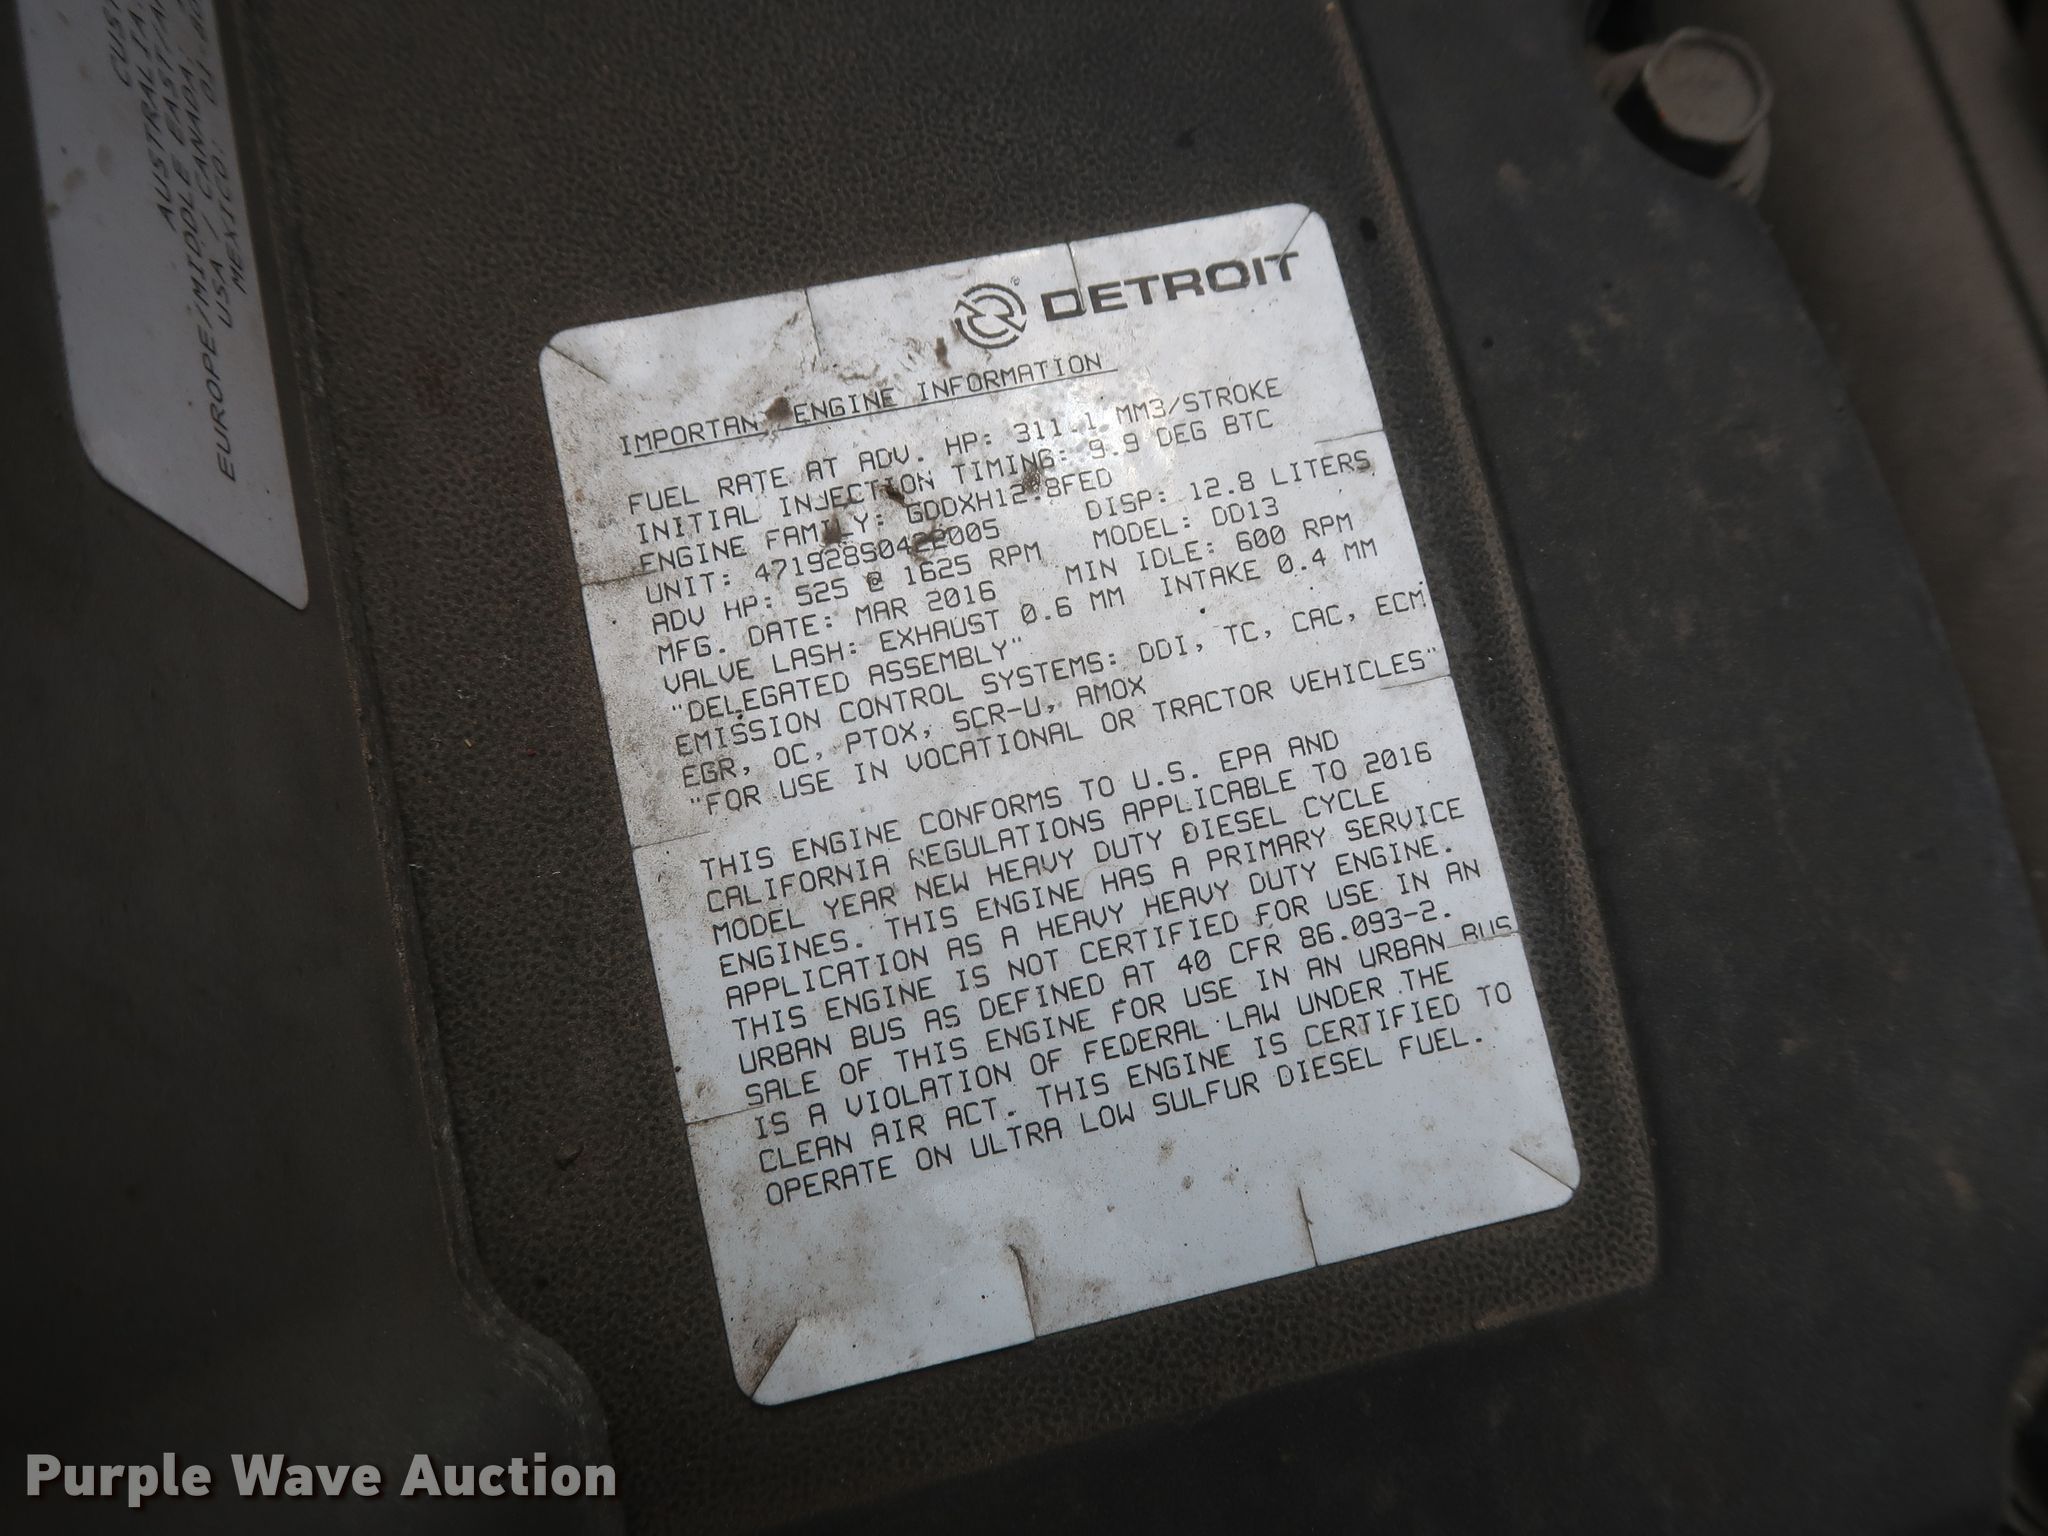 AUSTRALIA
EUROPE/MIDDLE EAST/
USA / CANADA:
MEXICO: 01
DETROIT
IMPORTANT ENGINE INFORMATION
FUEL RATE AT ADV. HP: 311.1 MM3/STROKE
INITIAL INJECTION TIMING: 9.9 DEG BTC
ENGINE FAMILY: GDDXH12.8FED
UNIT: 471928S0422005 DISP: 12.8 LITERS
ADV HP: 525 @ 1625 RPM MODEL: DD13
MFG. DATE: MAR 2016 MIN IDLE: 600 RPM
VALVE LASH: EXHAUST 0.6 MM INTAKE 0.4 MM
"DELEGATED ASSEMBLY"
EMISSION CONTROL SYSTEMS: DDI, TC, CAC, ECM
EGR, OC, PTOX, SCR-U, AMOX
"FOR USE IN VOCATIONAL OR TRACTOR VEHICLES"
THIS ENGINE CONFORMS TO U.S. EPA AND
CALIFORNIA REGULATIONS APPLICABLE TO 2016
MODEL YEAR NEW HEAVY DUTY DIESEL CYCLE
ENGINES. THIS ENGINE HAS A PRIMARY SERVICE
APPLICATION AS A HEAVY HEAVY DUTY ENGINE.
THIS ENGINE IS NOT CERTIFIED FOR USE IN AN
URBAN BUS AS DEFINED AT 40 CFR 86.093-2.
SALE OF THIS ENGINE FOR USE IN AN URBAN BUS
IS A VIOLATION OF FEDERAL LAW UNDER THE
CLEAN AIR ACT. THIS ENGINE IS CERTIFIED TO
OPERATE ON ULTRA LOW SULFUR DIESEL FUEL.
Purple Wave Auction